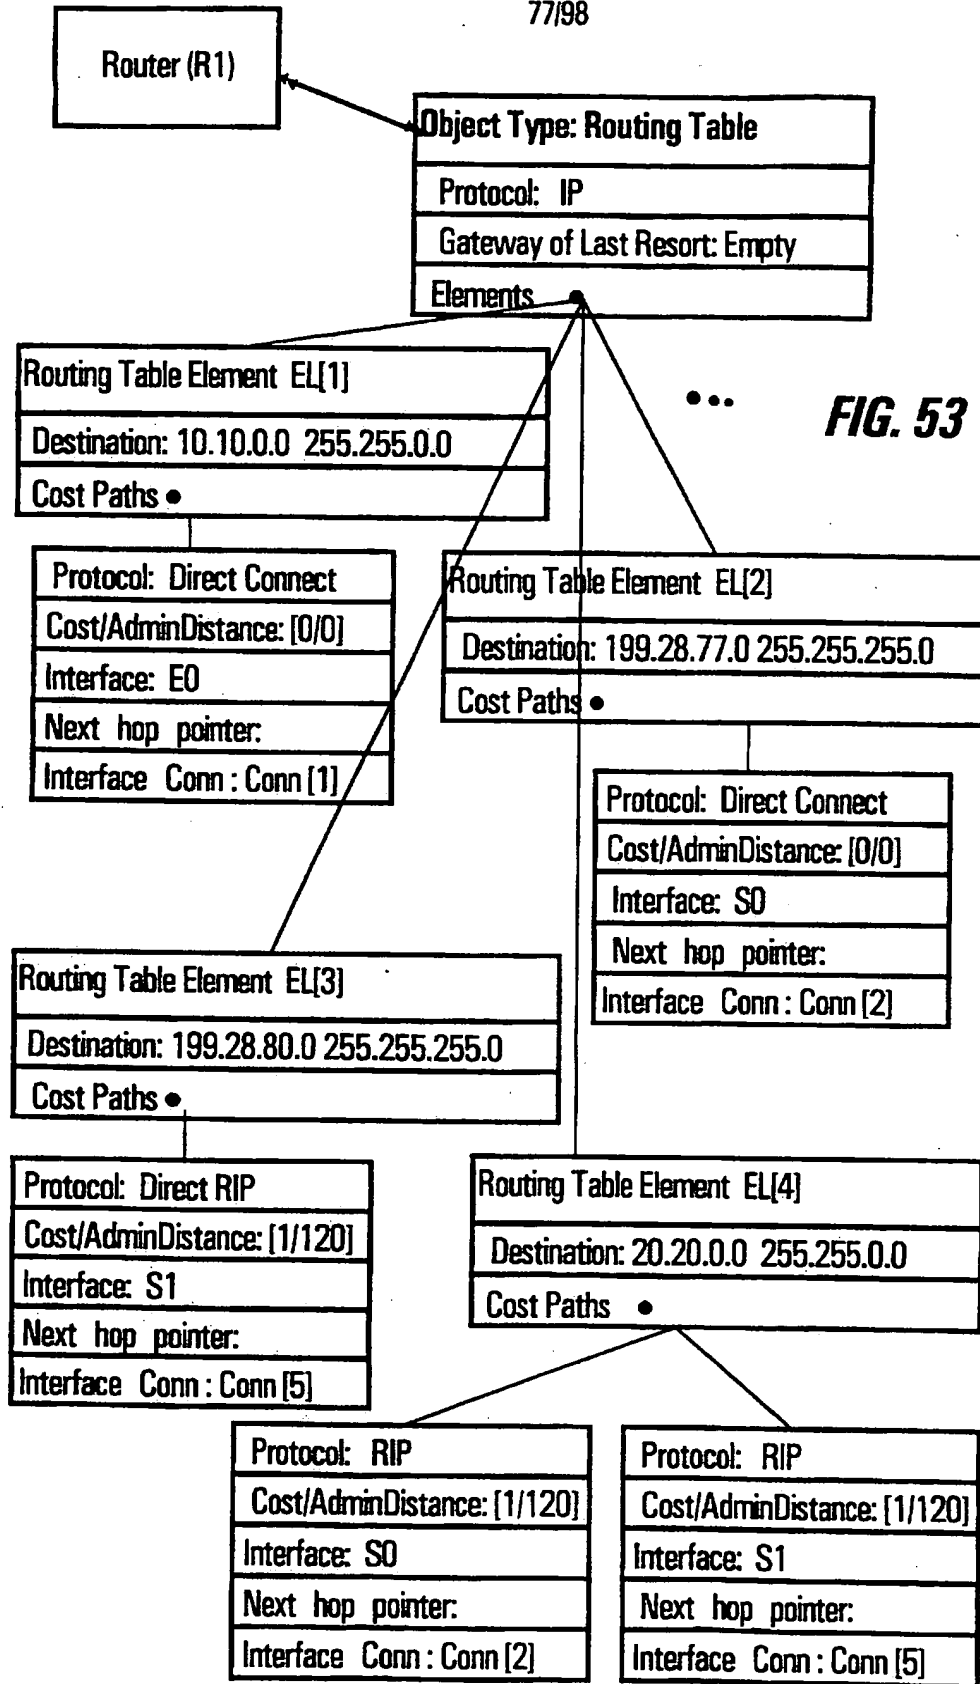 77/98
Router (R1)
Object Type: Routing Table
Protocol: IP
Gateway of Last Resort: Empty
Elements
Routing Table Element EL[1]
Destination: 10.10.0.0 255.255.0.0
Cost Paths
FIG. 53
Protocol: Direct Connect
Cost/AdminDistance: [0/0]
Interface: E0
Next hop pointer:
Interface Conn : Conn [1]
Routing Table Element EL[2]
Destination: 199.28.77.0 255.255.255.0
Cost Paths
Protocol: Direct Connect
Cost/AdminDistance: [0/0]
Interface: S0
Next hop pointer:
Interface Conn : Conn [2]
Routing Table Element EL[3]
Destination: 199.28.80.0 255.255.255.0
Cost Paths
Protocol: Direct RIP
Cost/AdminDistance: [1/120]
Interface: S1
Next hop pointer:
Interface Conn : Conn [5]
Routing Table Element EL[4]
Destination: 20.20.0.0 255.255.0.0
Cost Paths
Protocol: RIP
Cost/AdminDistance: [1/120]
Interface: S0
Next hop pointer:
Interface Conn : Conn [2]
Protocol: RIP
Cost/AdminDistance: [1/120]
Interface: S1
Next hop pointer:
Interface Conn : Conn [5]